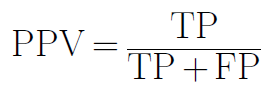 PPV = TP / (TP + FP)